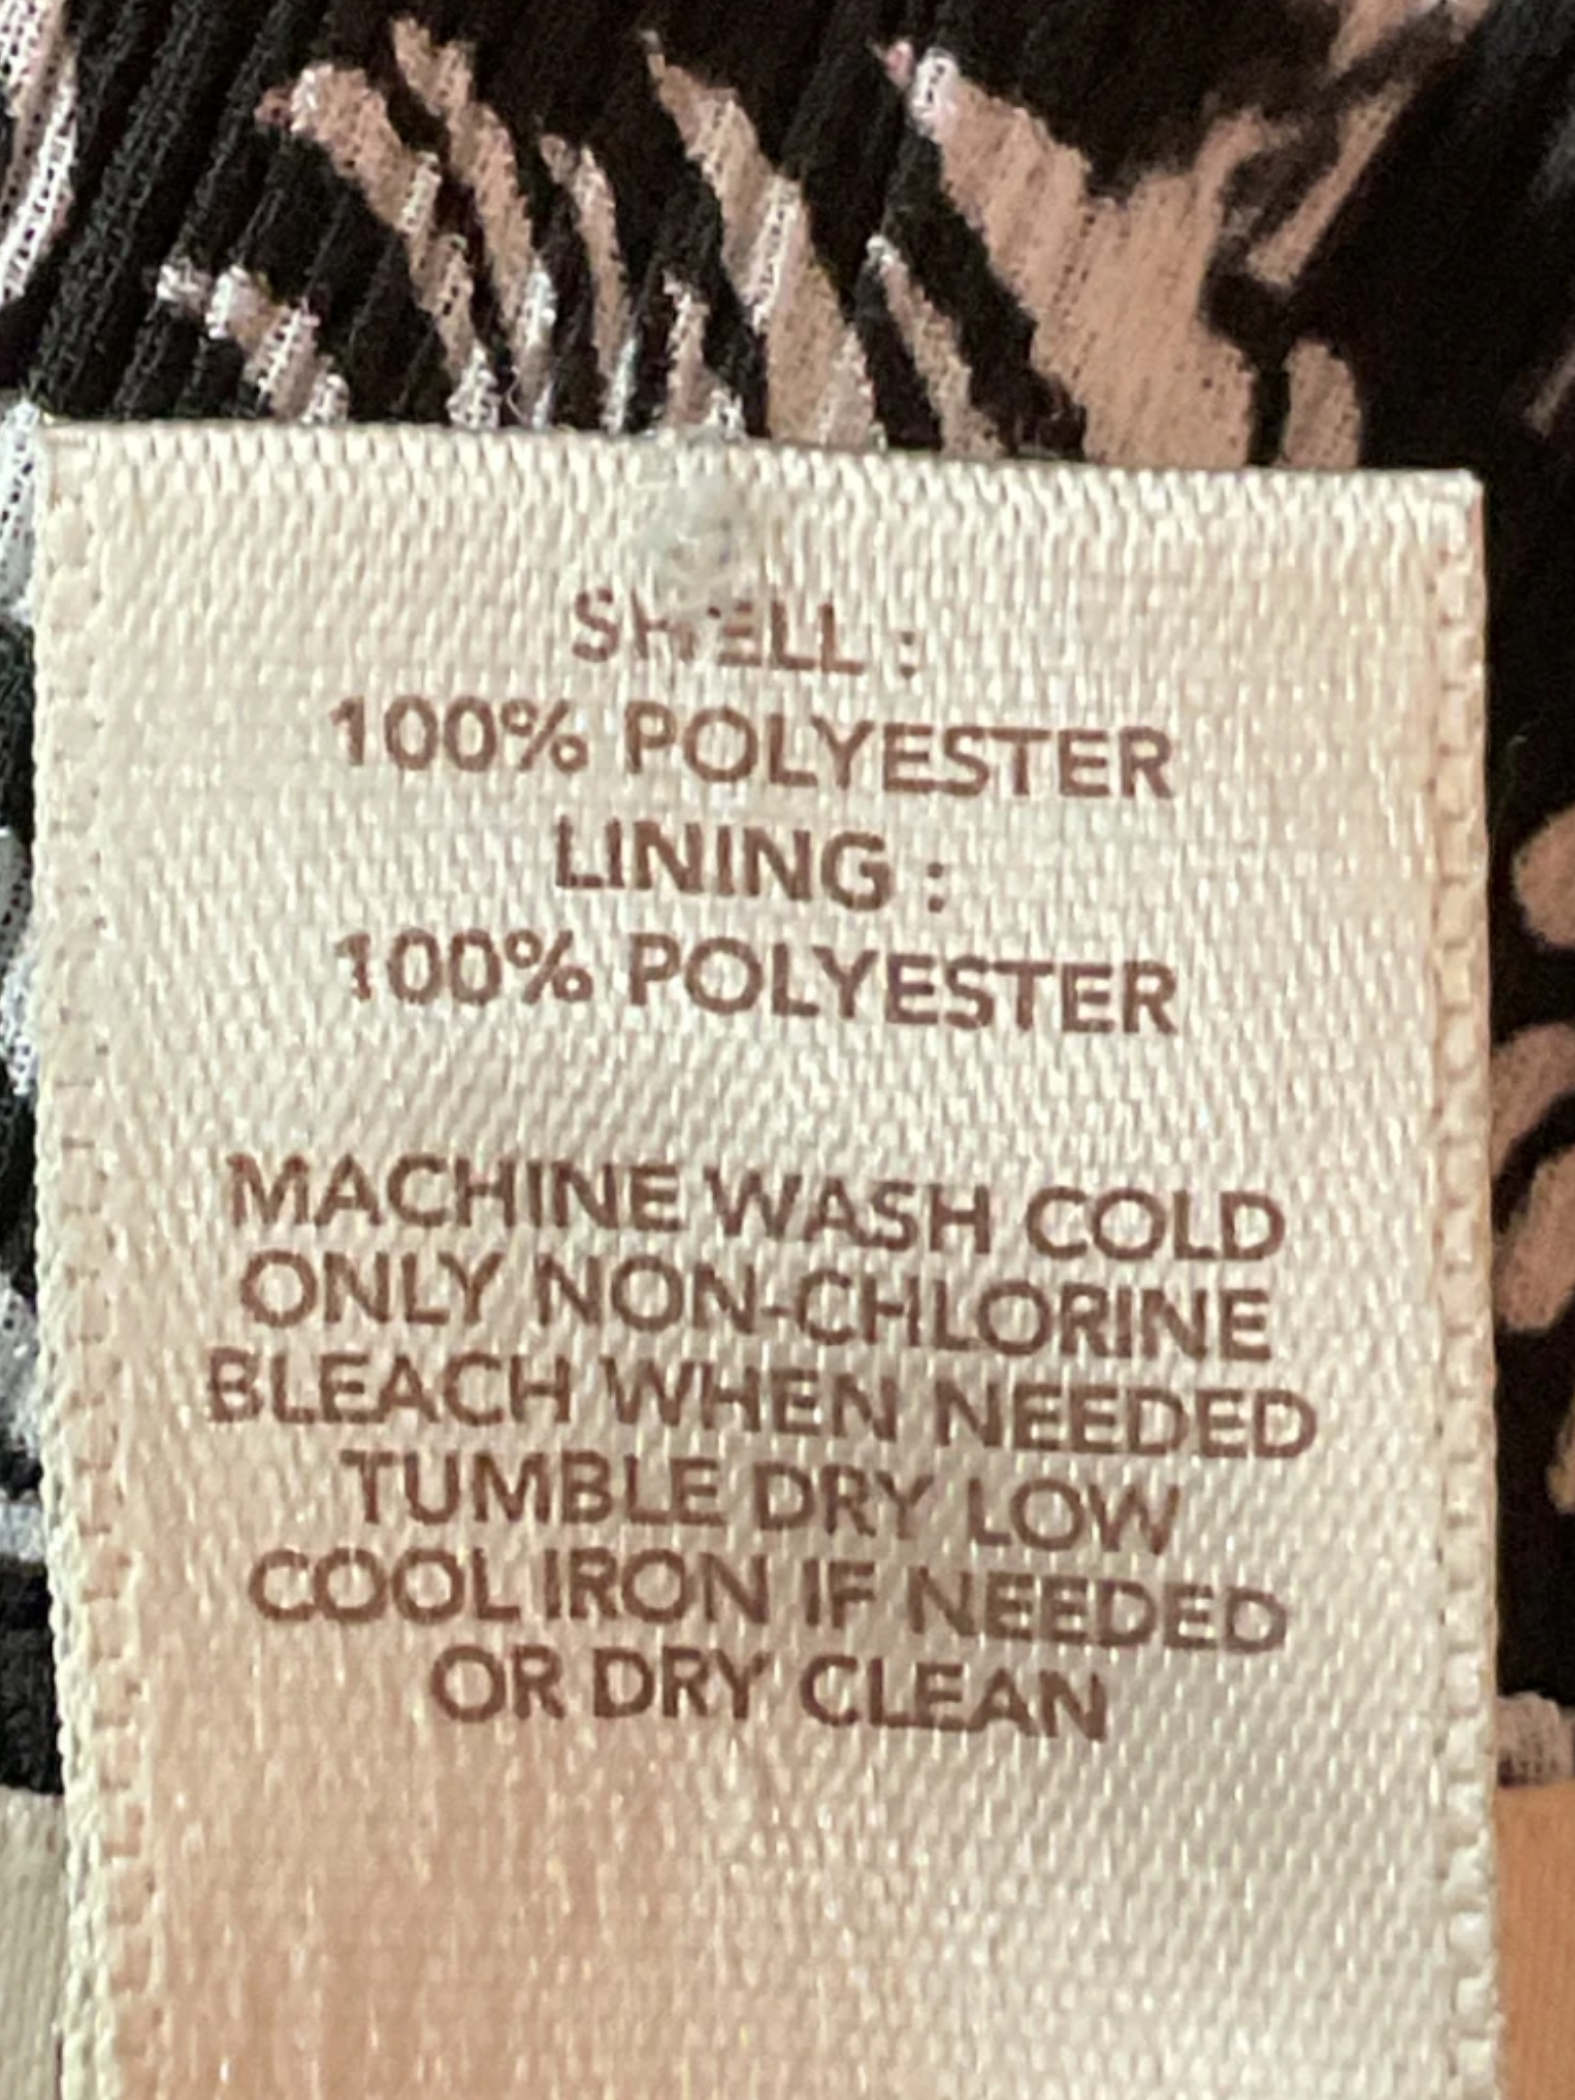 SHELL :
100% POLYESTER
LINING :
100% POLYESTER
MACHINE WASH COLD
ONLY NON-CHLORINE
BLEACH WHEN NEEDED
TUMBLE DRY LOW
COOL IRON IF NEEDED
OR DRY CLEAN